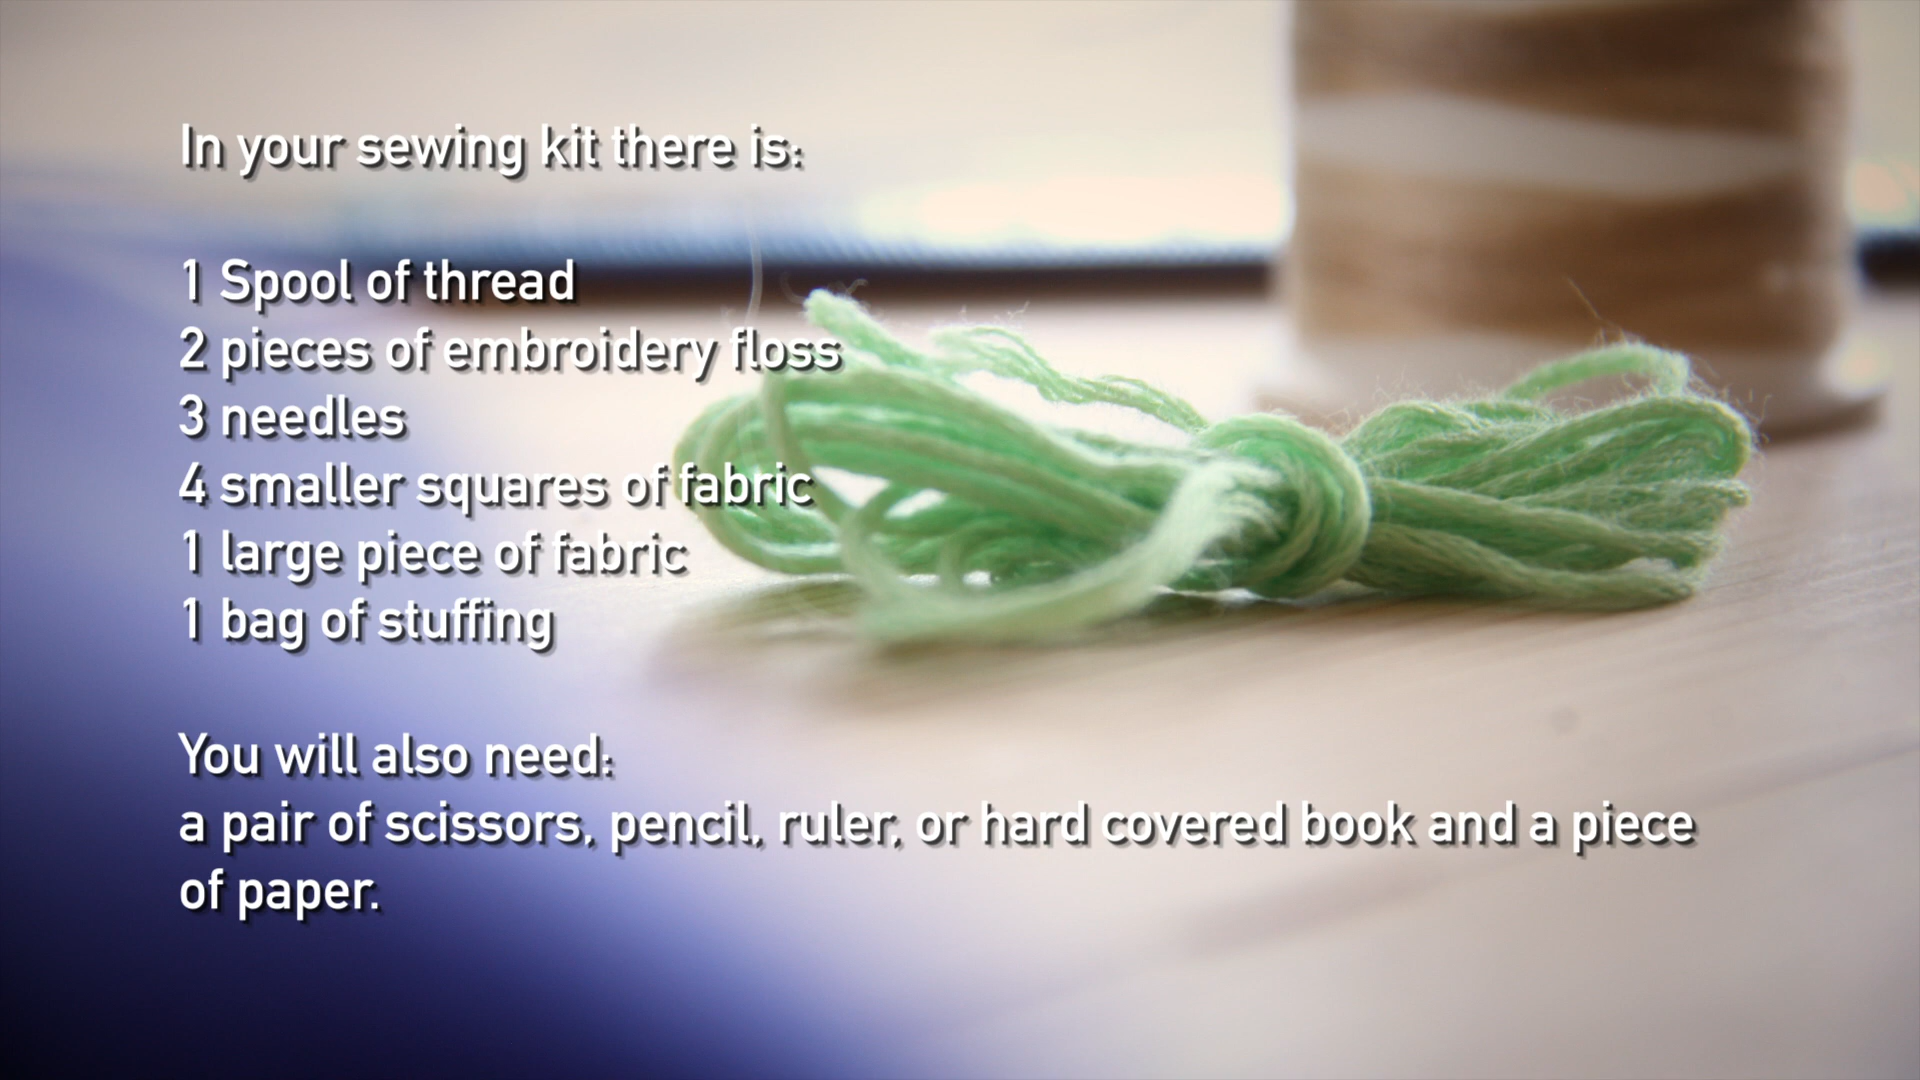 In your sewing kit there is:
1 Spool of thread
2 pieces of embroidery floss
3 needles
4 smaller squares of fabric
1 large piece of fabric
1 bag of stuffing
You will also need:
a pair of scissors, pencil, ruler, or hard covered book and a piece
of paper.